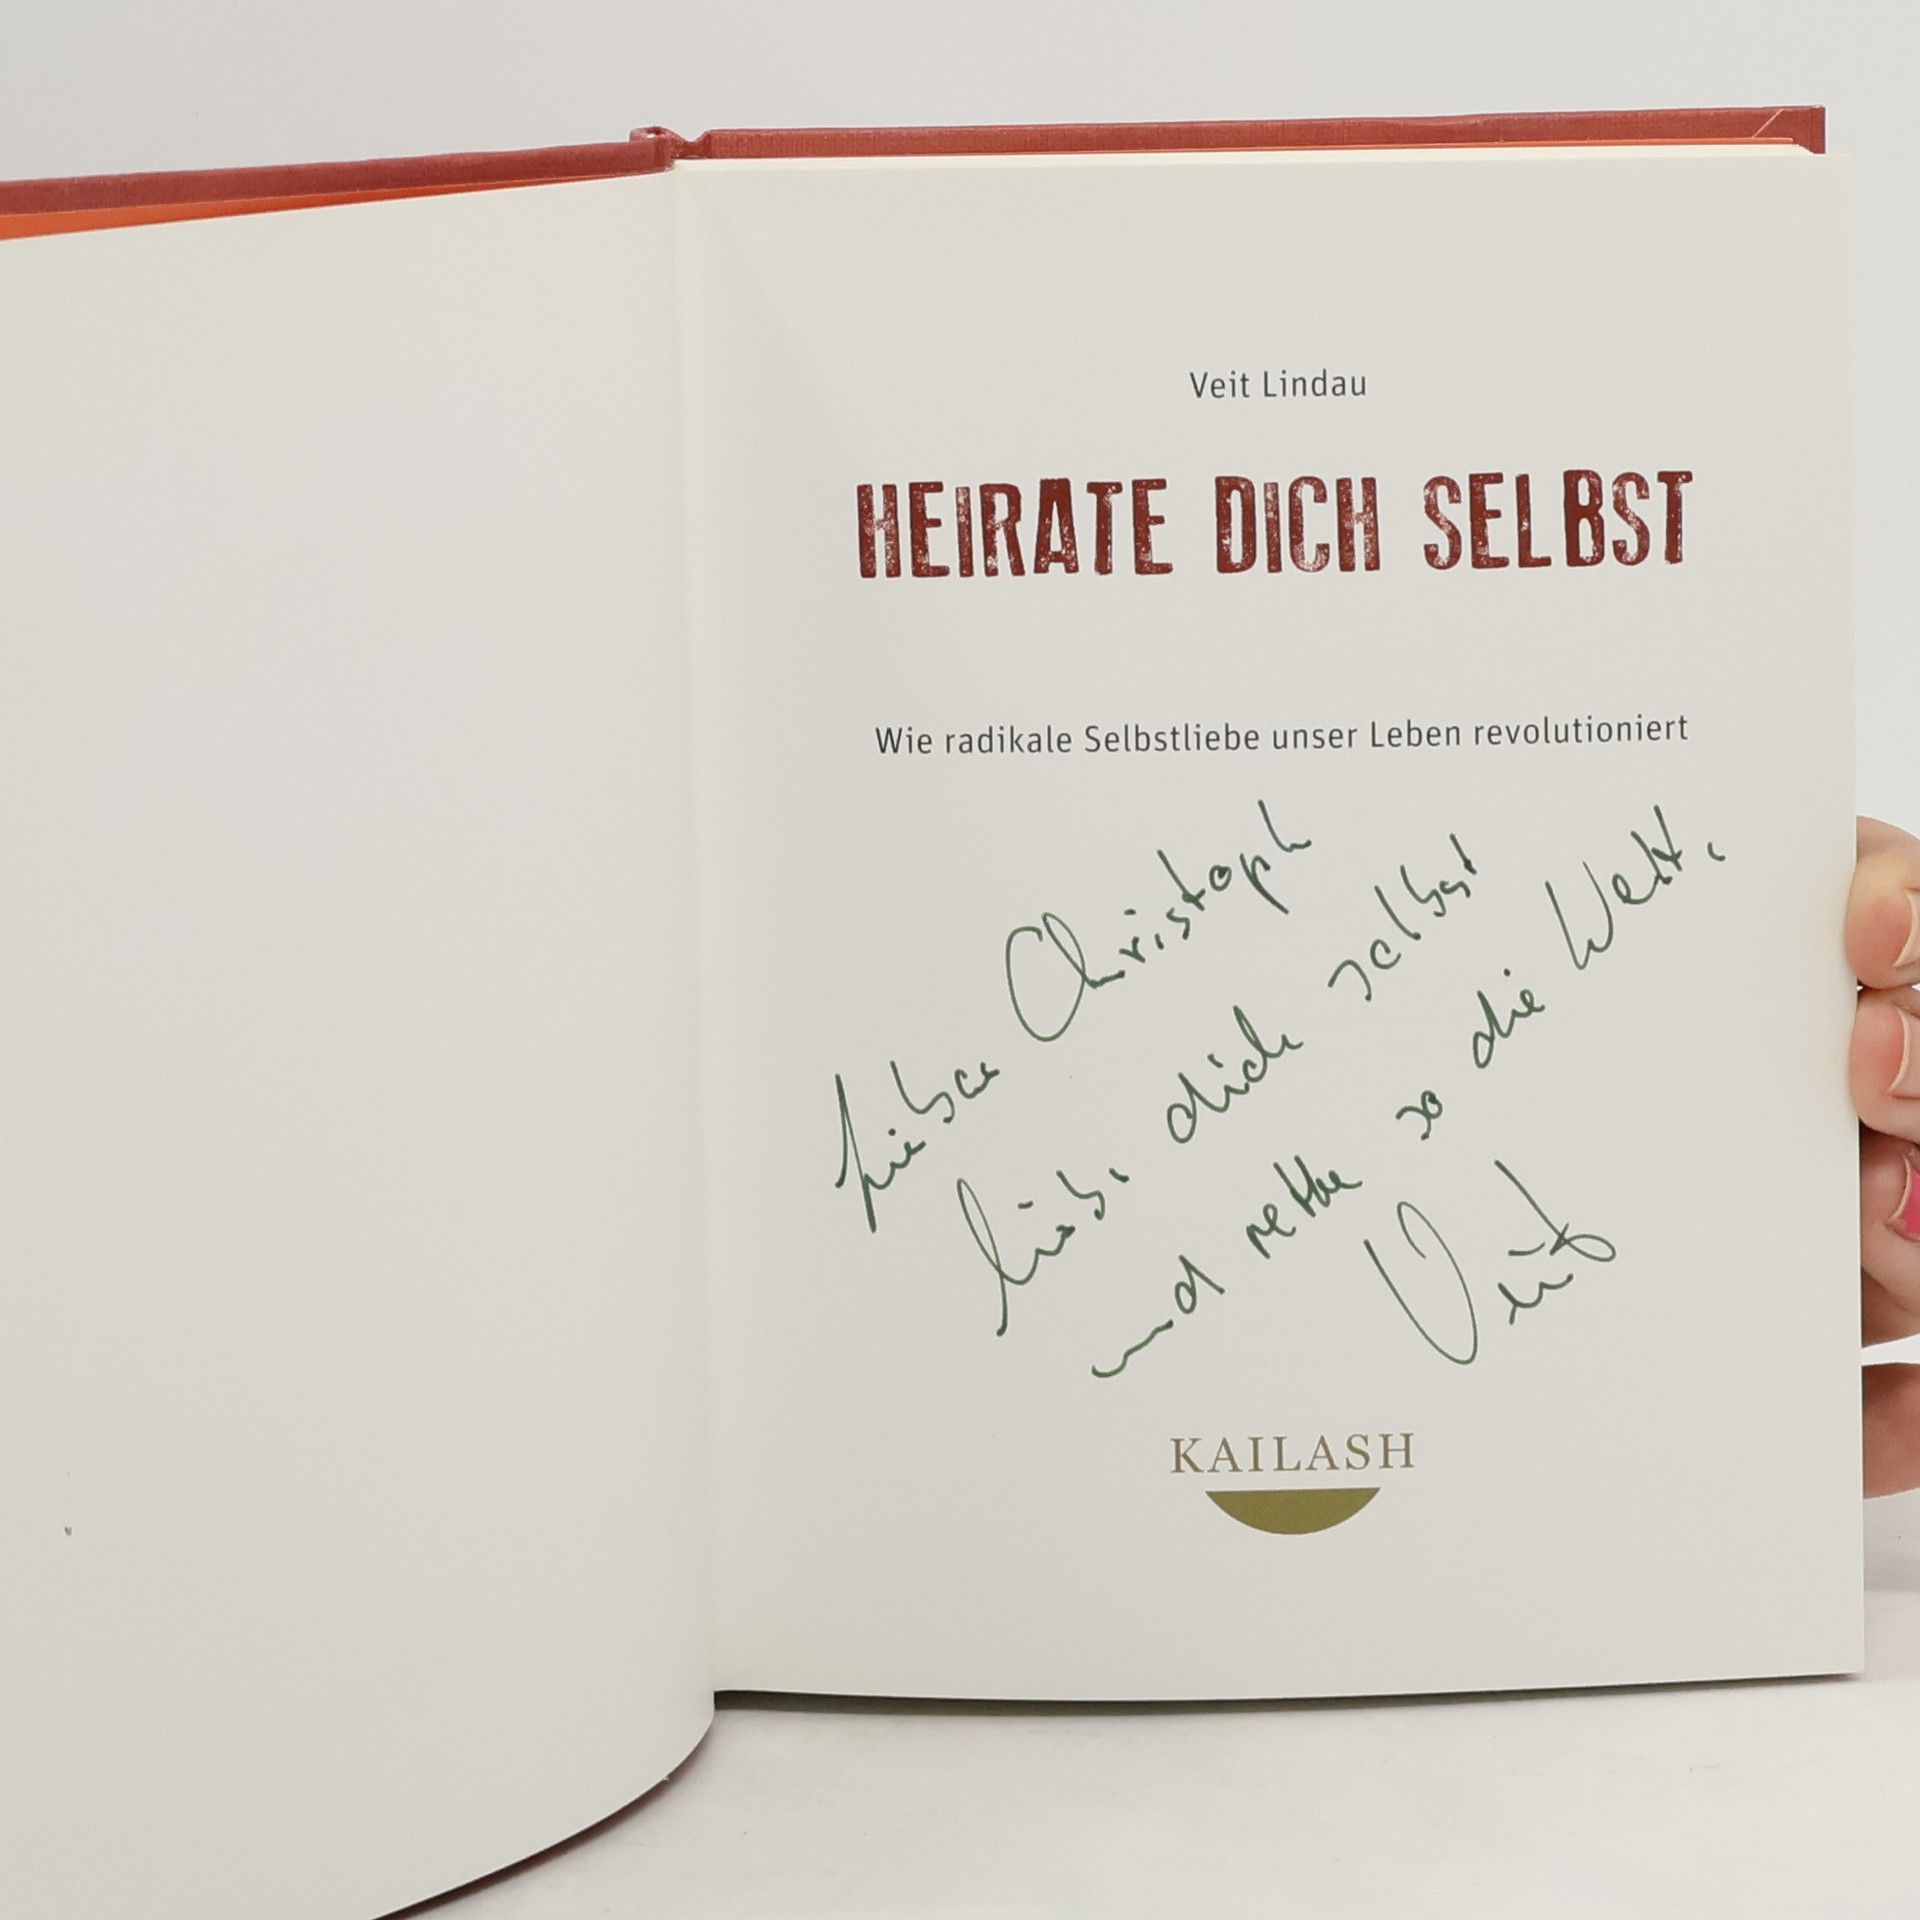 Veit Lindau
HEIRATE DICH SELBST
Wie radikale Selbstliebe unser Leben revolutioniert
Lieber Christoph
liebe dich selbst
und rette so die Welt.
Veit
KAILASH